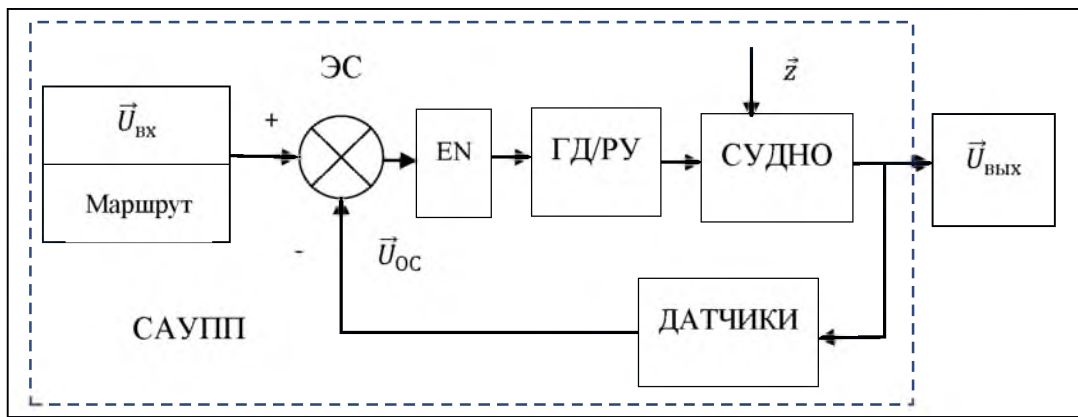 ЭС
z⃗
U⃗вх
+
EN
ГД/РУ
СУДНО
U⃗вых
Маршрут
-
U⃗ОС
ДАТЧИКИ
САУПП